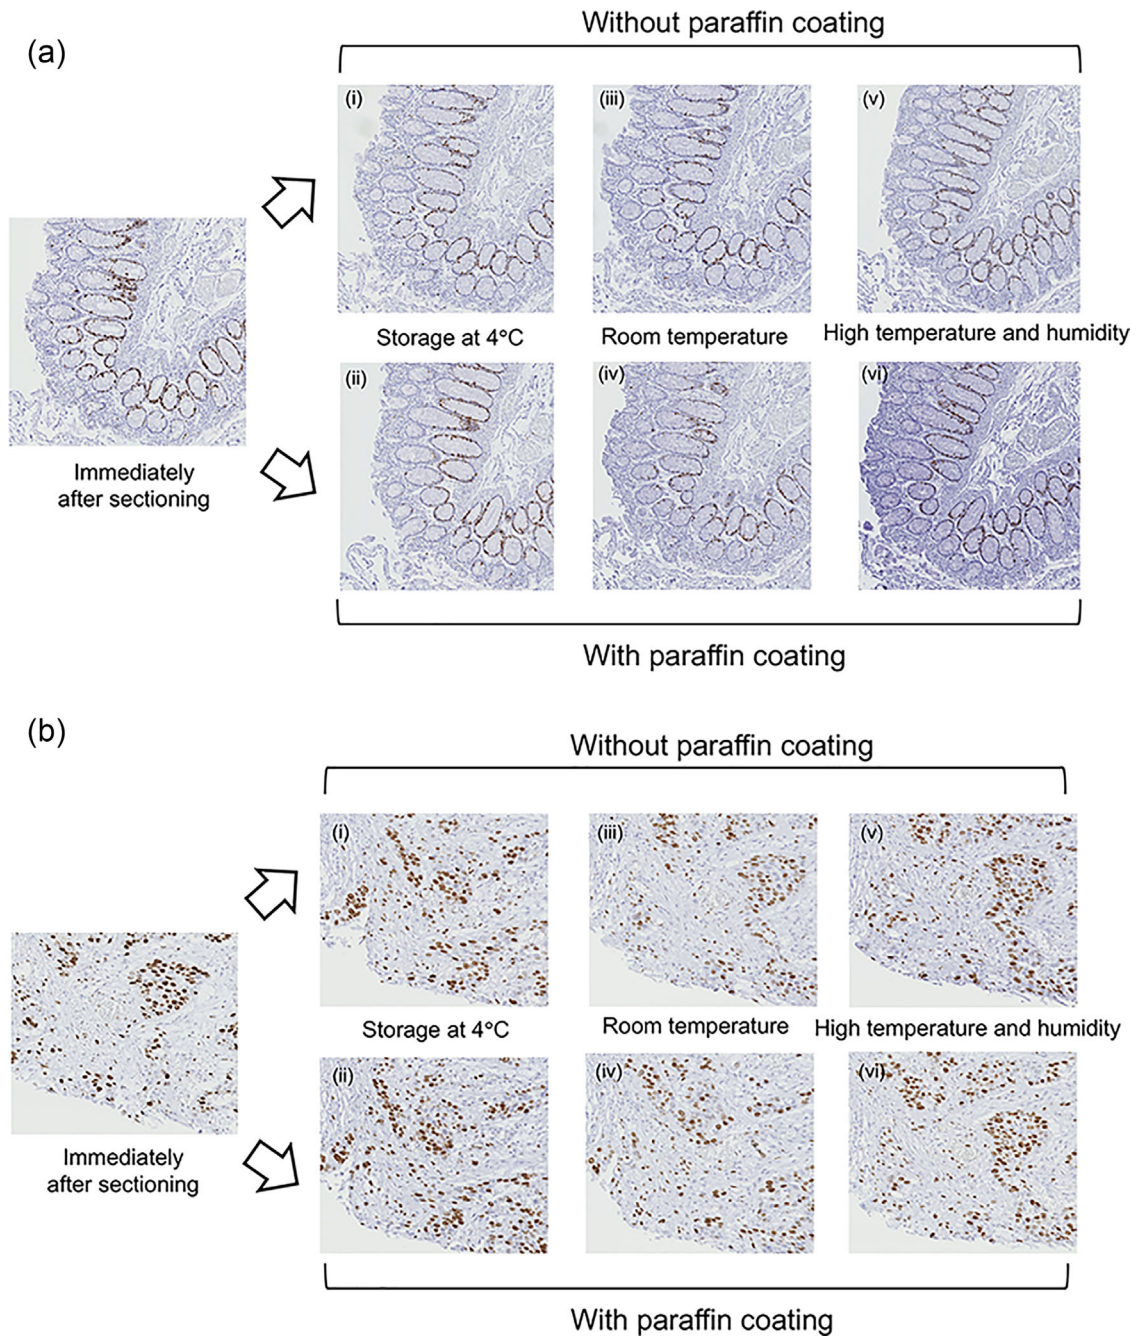 (a)
Without paraffin coating
(i)
(iii)
(v)
Storage at 4°C
Room temperature
High temperature and humidity
(ii)
(iv)
(vi)
Immediately
after sectioning
With paraffin coating
(b)
Without paraffin coating
(i)
(iii)
(v)
Storage at 4°C
Room temperature
High temperature and humidity
(ii)
(iv)
(vi)
Immediately
after sectioning
With paraffin coating